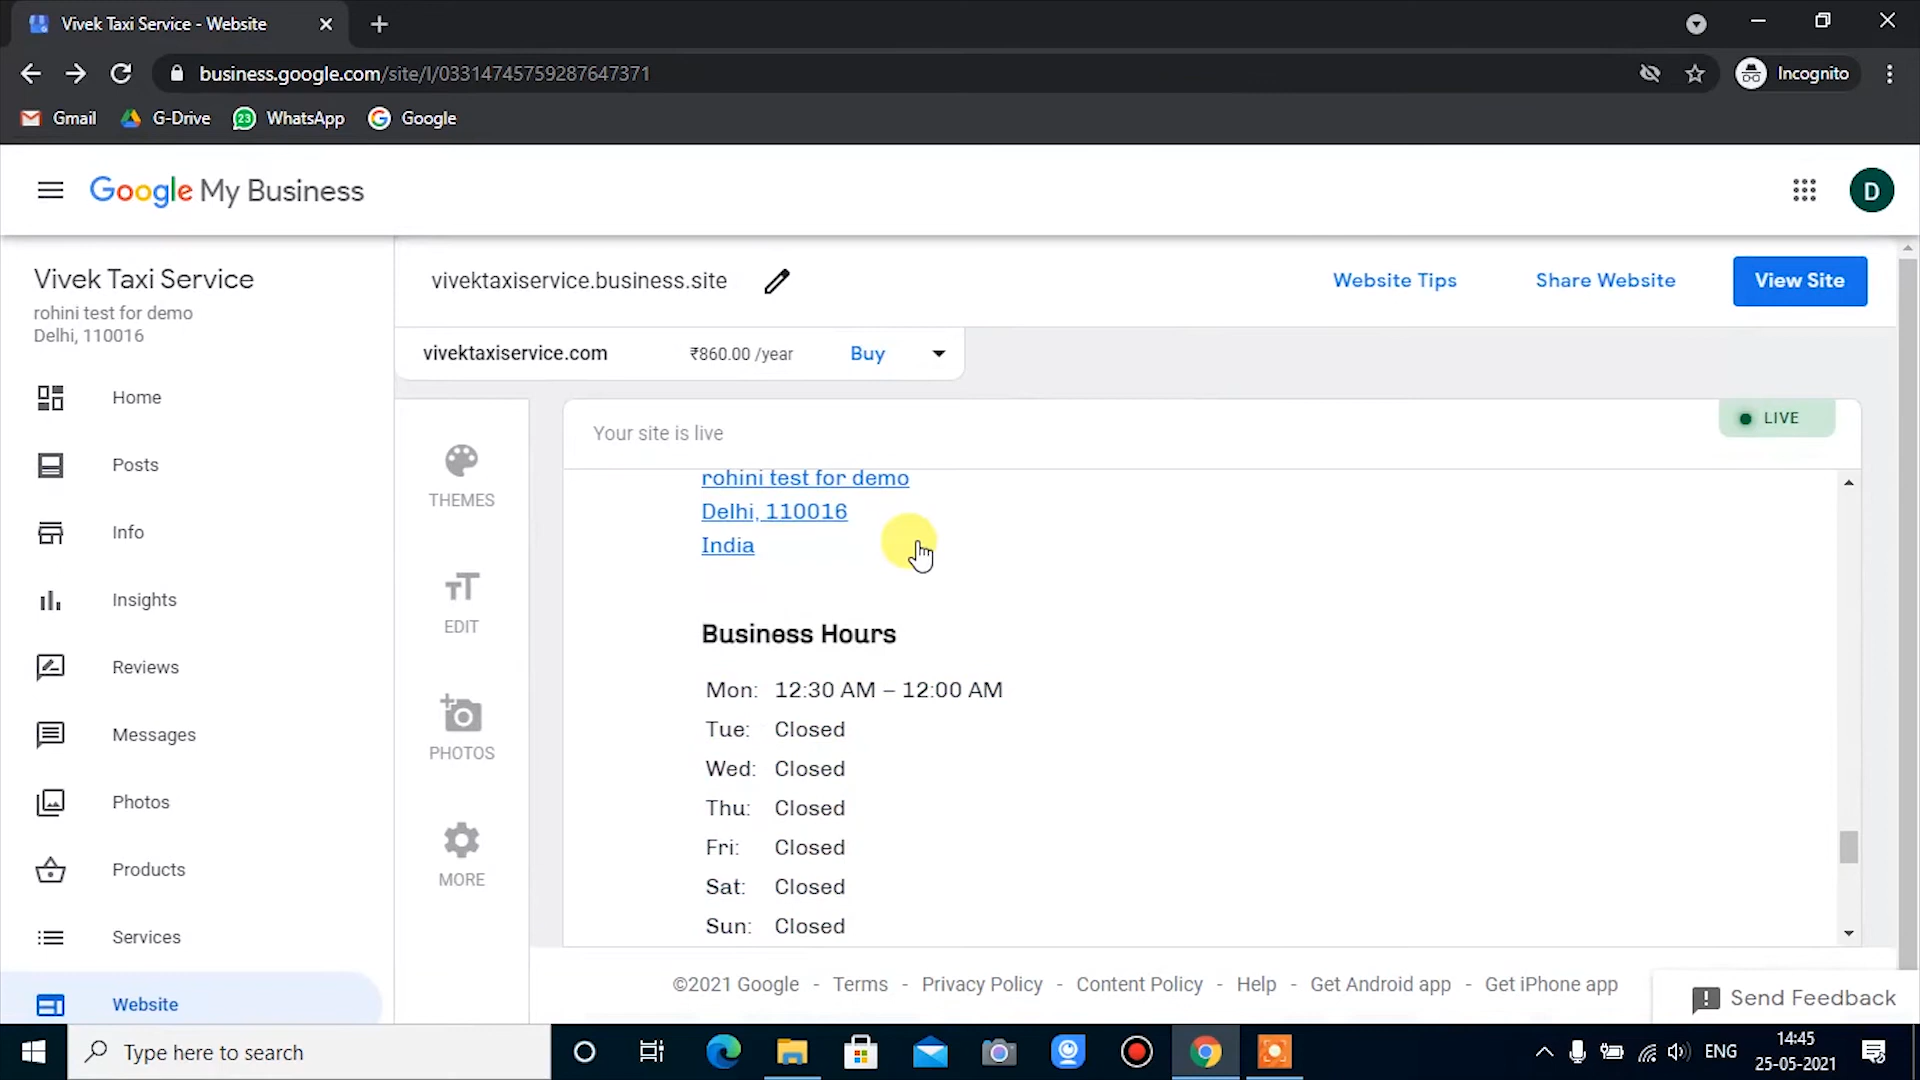 Vivek Taxi Service - Website
business.google.com/site/l/03314745759287647371
Incognito
Gmail
G-Drive
23
WhatsApp
Google
Google My Business
D
Vivek Taxi Service
rohini test for demo
Delhi, 110016
Home
Posts
Info
Insights
Reviews
Messages
Photos
Products
Services
Website
vivektaxiservice.business.site
Website Tips
Share Website
View Site
vivektaxiservice.com
₹860.00 /year
Buy
THEMES
EDIT
PHOTOS
MORE
Your site is live
LIVE
rohini test for demo
Delhi, 110016
India
Business Hours
Mon: 12:30 AM – 12:00 AM
Tue: Closed
Wed: Closed
Thu: Closed
Fri: Closed
Sat: Closed
Sun: Closed
©2021 Google - Terms - Privacy Policy - Content Policy - Help - Get Android app - Get iPhone app
Send Feedback
Type here to search
ENG
14:45
25-05-2021